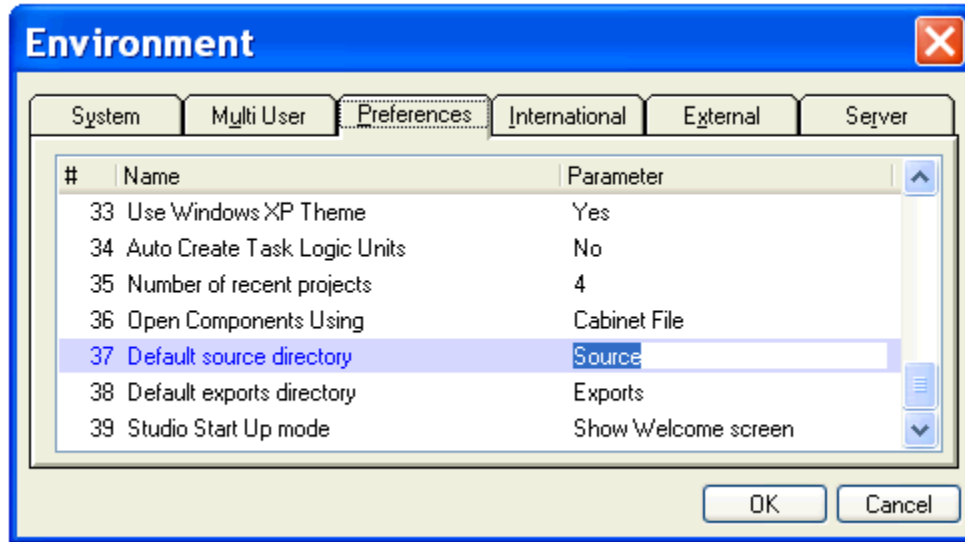 Environment
System Multi User Preferences International External Server
# Name Parameter
33 Use Windows XP Theme Yes
34 Auto Create Task Logic Units No
35 Number of recent projects 4
36 Open Components Using Cabinet File
37 Default source directory Source
38 Default exports directory Exports
39 Studio Start Up mode Show Welcome screen
OK Cancel